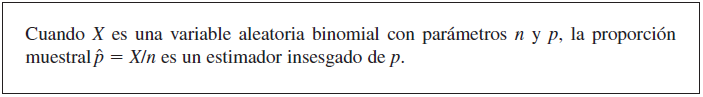 Cuando X es una variable aleatoria binomial con parámetros n y p, la proporción
muestral p̂ = X/n es un estimador insesgado de p.